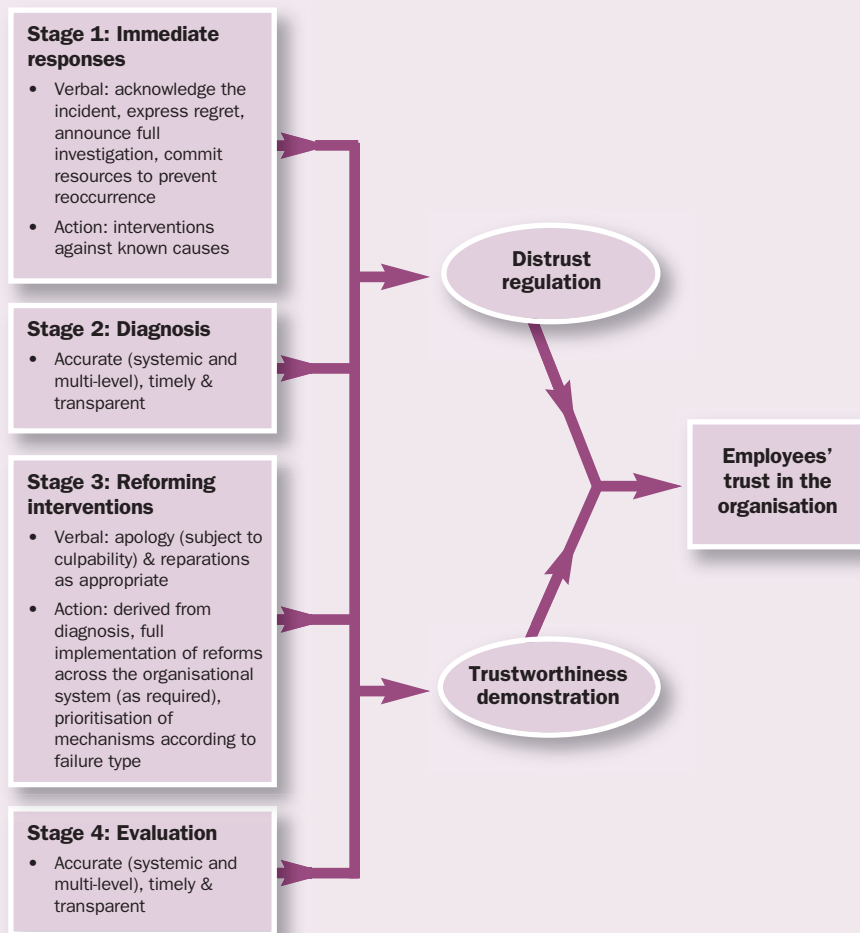 Stage 1: Immediate
responses
• Verbal: acknowledge the
incident, express regret,
announce full
investigation, commit
resources to prevent
reoccurrence
• Action: interventions
against known causes
Stage 2: Diagnosis
• Accurate (systemic and
multi-level), timely &
transparent
Stage 3: Reforming
interventions
• Verbal: apology (subject to
culpability) & reparations
as appropriate
• Action: derived from
diagnosis, full
implementation of reforms
across the organisational
system (as required),
prioritisation of
mechanisms according to
failure type
Stage 4: Evaluation
• Accurate (systemic and
multi-level), timely &
transparent
Distrust
regulation
Trustworthiness
demonstration
Employees’
trust in the
organisation